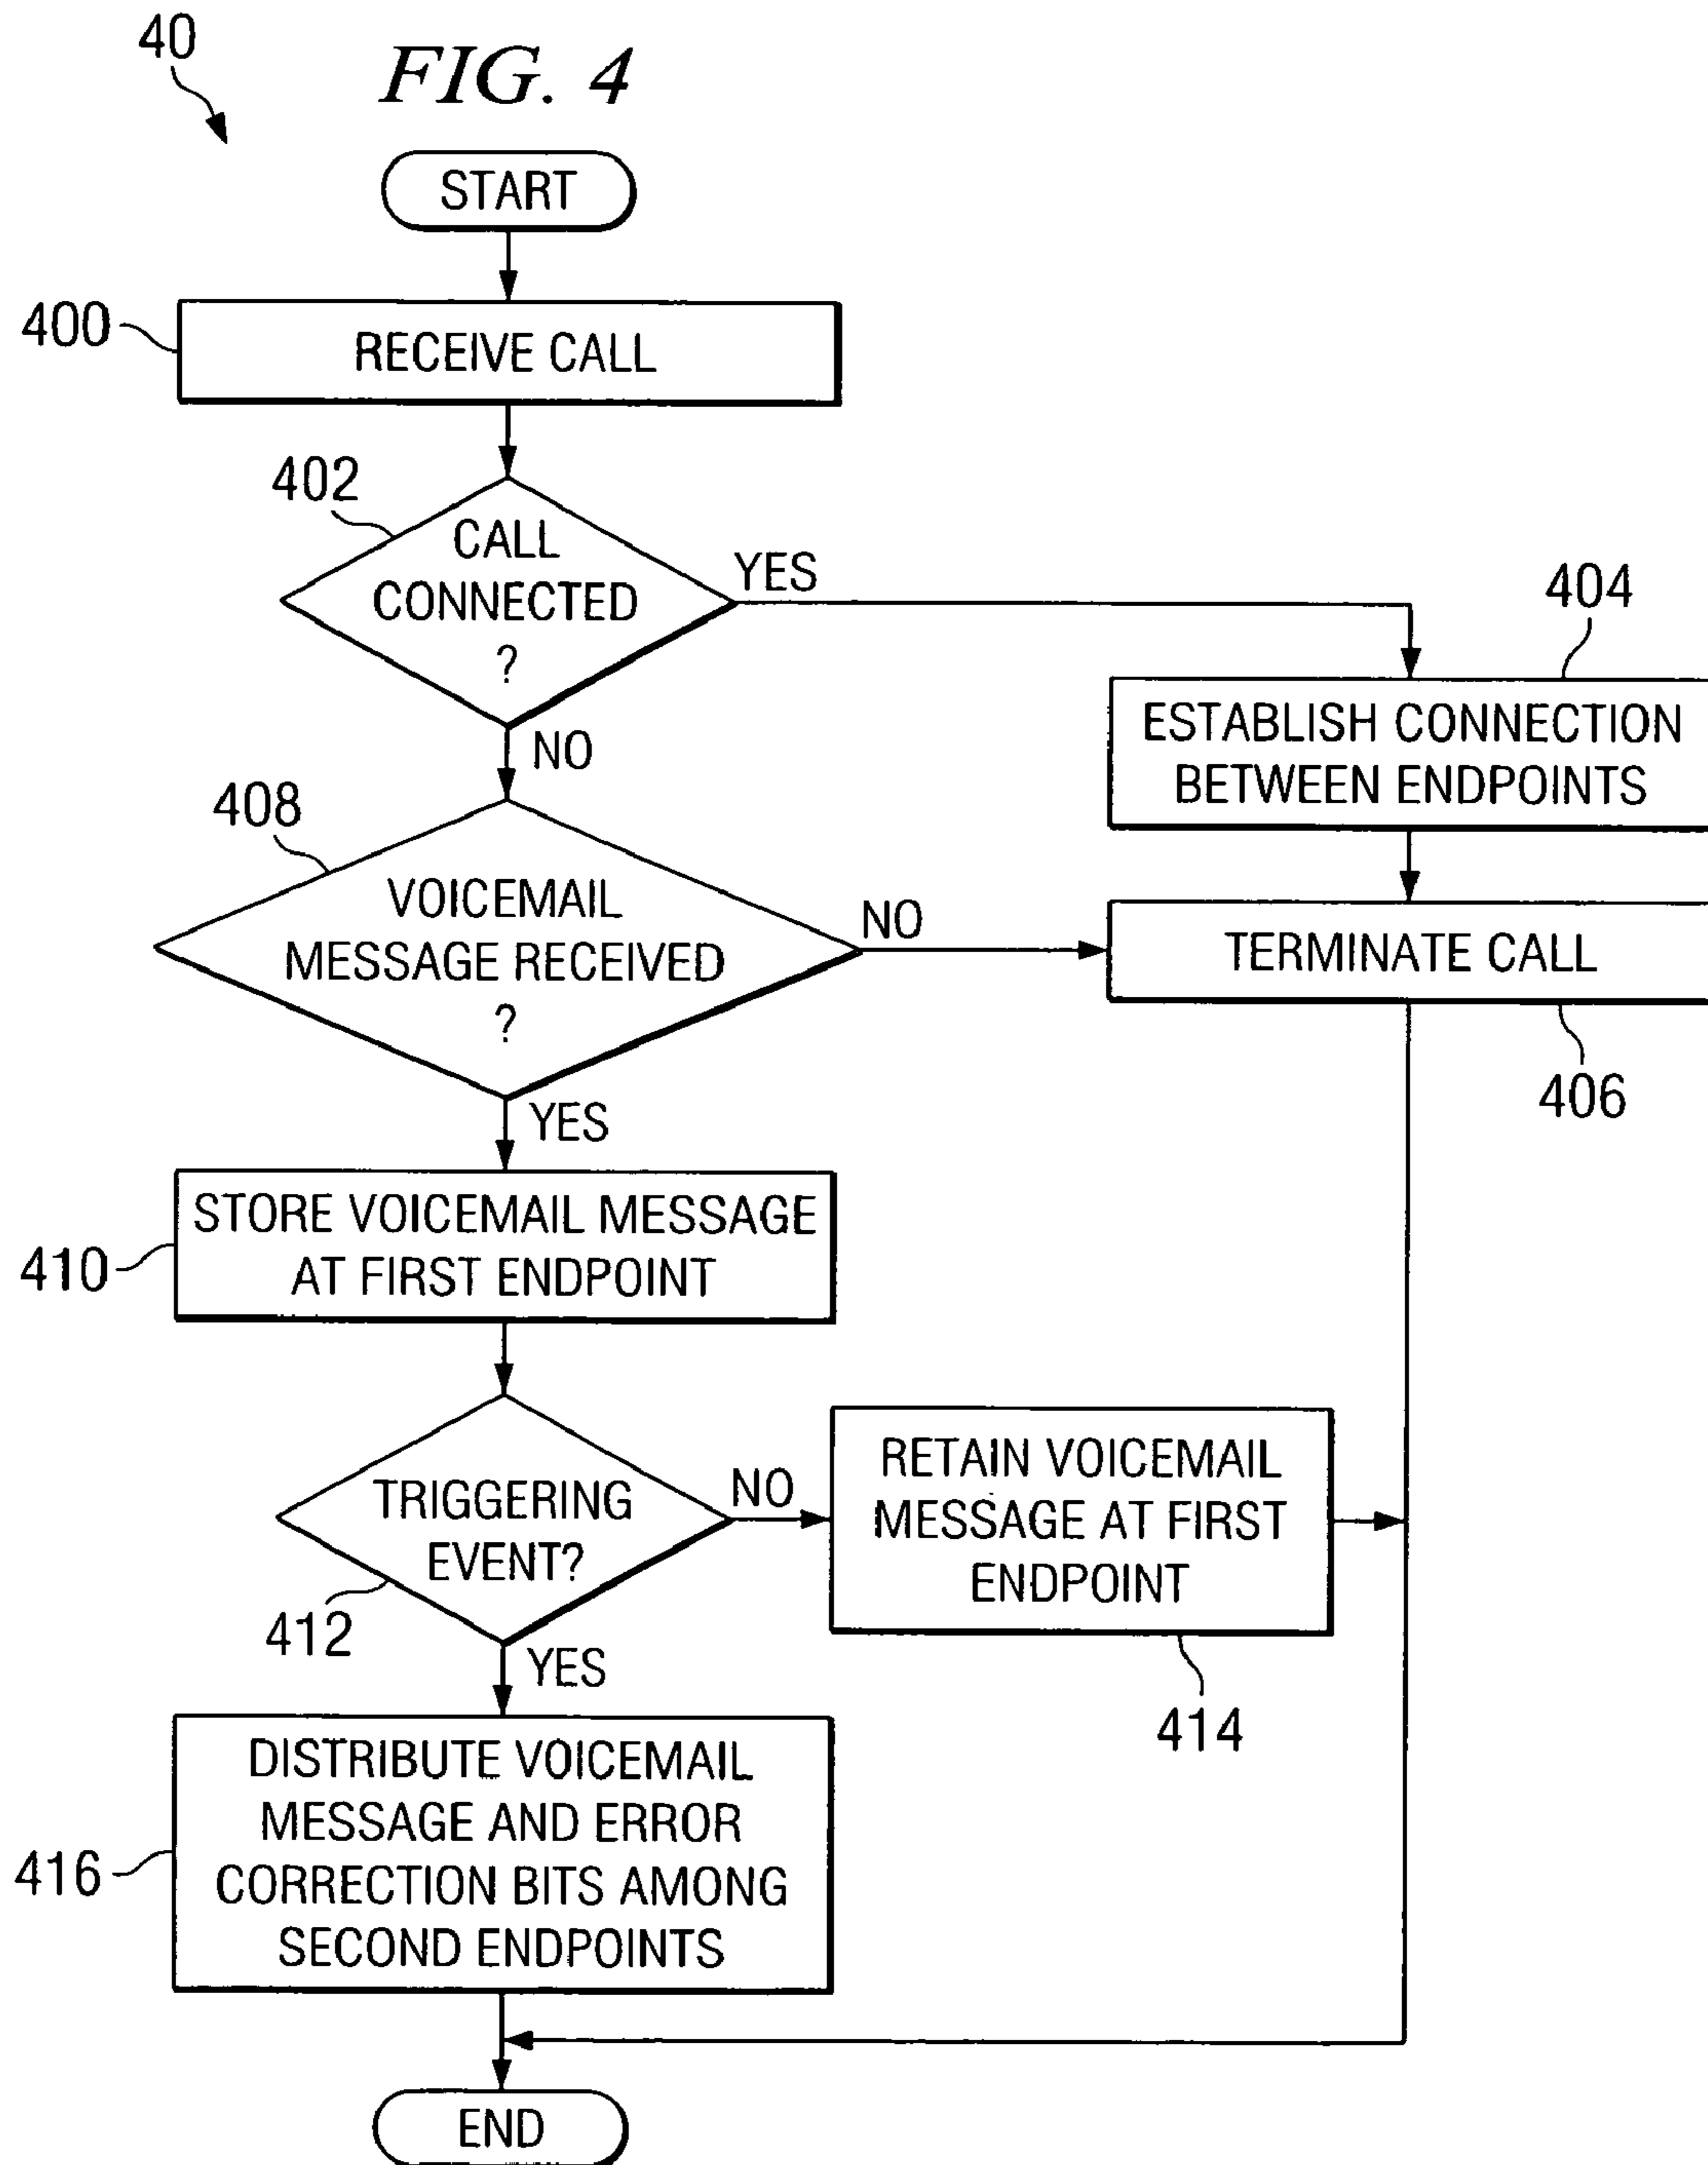 40
FIG. 4
START
400
RECEIVE CALL
402
CALL
CONNECTED
?
YES
404
ESTABLISH CONNECTION
BETWEEN ENDPOINTS
NO
408
VOICEMAIL
MESSAGE RECEIVED
?
NO
TERMINATE CALL
406
YES
410
STORE VOICEMAIL MESSAGE
AT FIRST ENDPOINT
TRIGGERING
EVENT?
412
NO
RETAIN VOICEMAIL
MESSAGE AT FIRST
ENDPOINT
414
YES
416
DISTRIBUTE VOICEMAIL
MESSAGE AND ERROR
CORRECTION BITS AMONG
SECOND ENDPOINTS
END